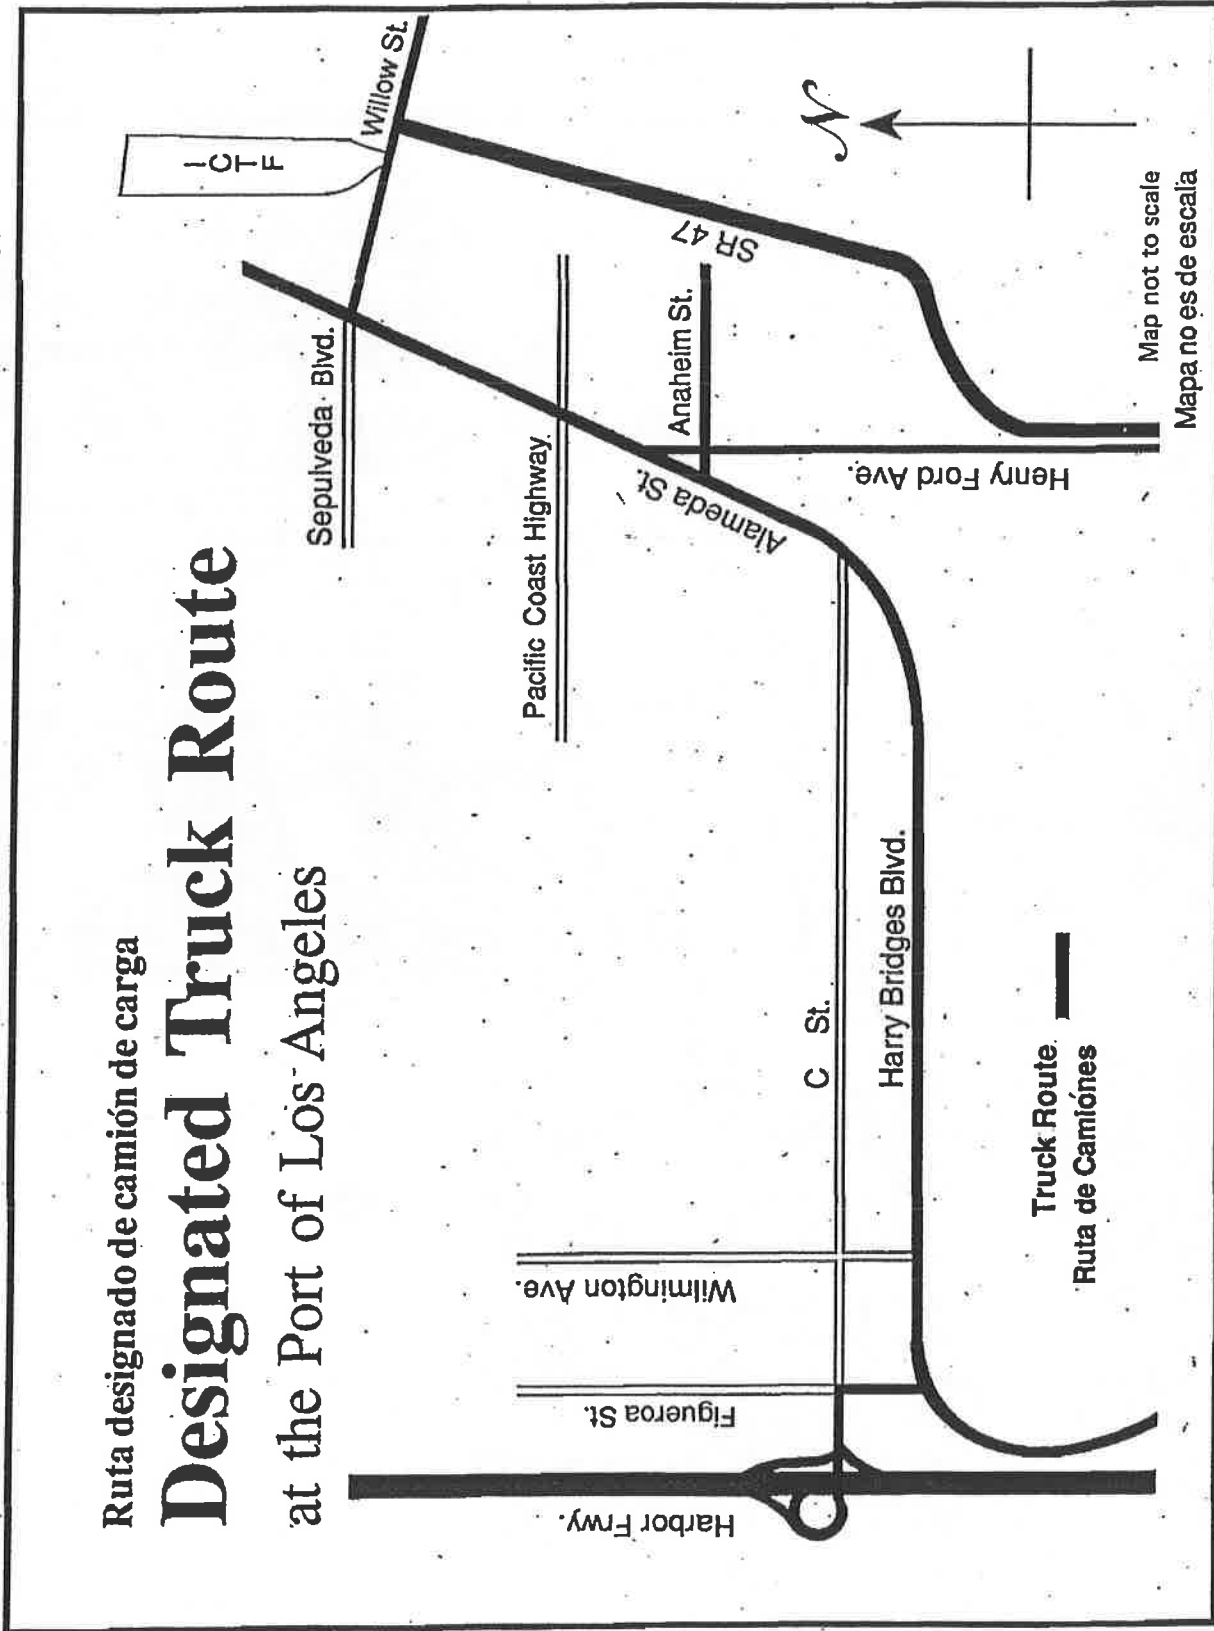 Ruta designado de camión de carga
Designated Truck Route
at the Port of Los Angeles
I
C
T
F
Willow St.
Sepulveda Blvd.
Pacific Coast Highway
SR 47
Anaheim St.
Alameda St.
Henry Ford Ave.
C St.
Harry Bridges Blvd.
Wilmington Ave.
Figueroa St.
Harbor Frwy.
N
Truck Route
Ruta de Camiónes
Map not to scale
Mapa no es de escala